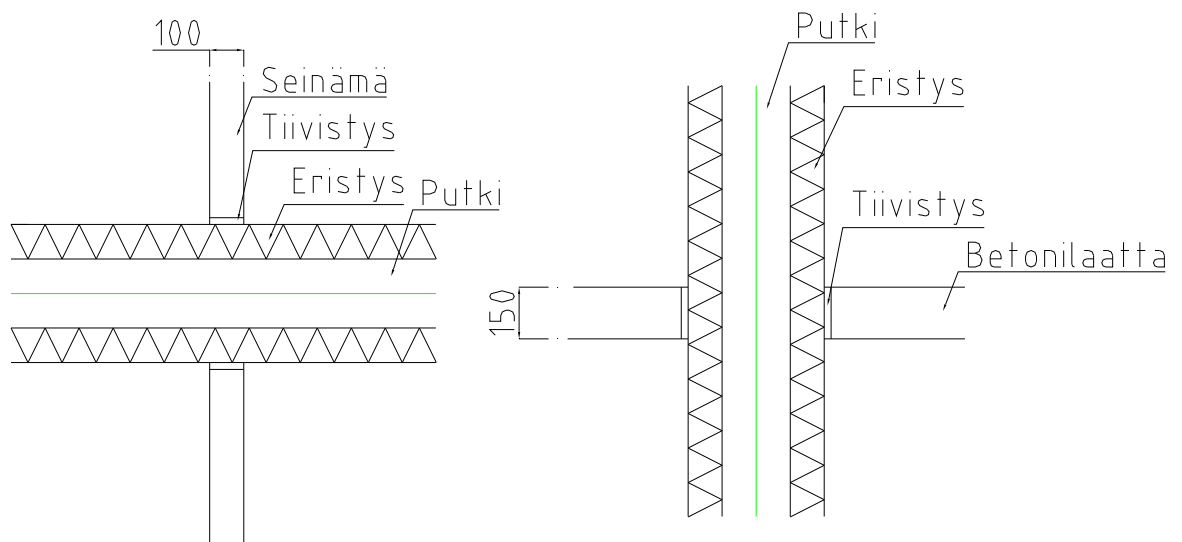 100
Seinämä
Tiivistys
Eristys
Putki
Putki
Eristys
Tiivistys
Betonilaatta
150